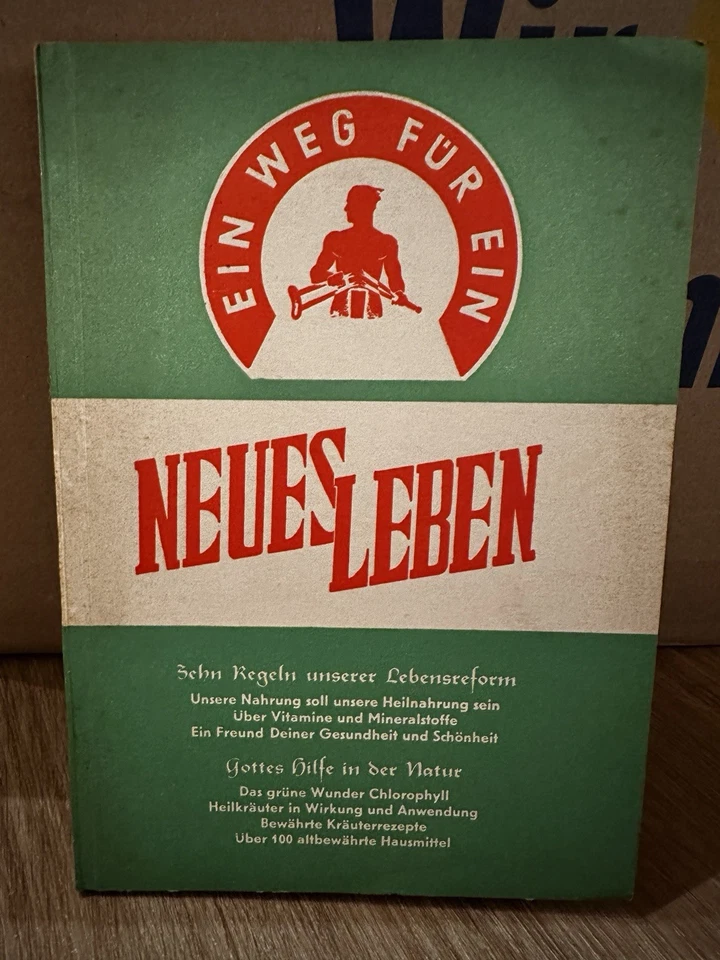 Wir
EIN WEG FÜR EIN
NEUES LEBEN
Zehn Regeln unserer Lebensreform
Unsere Nahrung soll unsere Heilnahrung sein
Über Vitamine und Mineralstoffe
Ein Freund Deiner Gesundheit und Schönheit
Gottes Hilfe in der Natur
Das grüne Wunder Chlorophyll
Heilkräuter in Wirkung und Anwendung
Bewährte Kräuterrezepte
Über 100 altbewährte Hausmittel